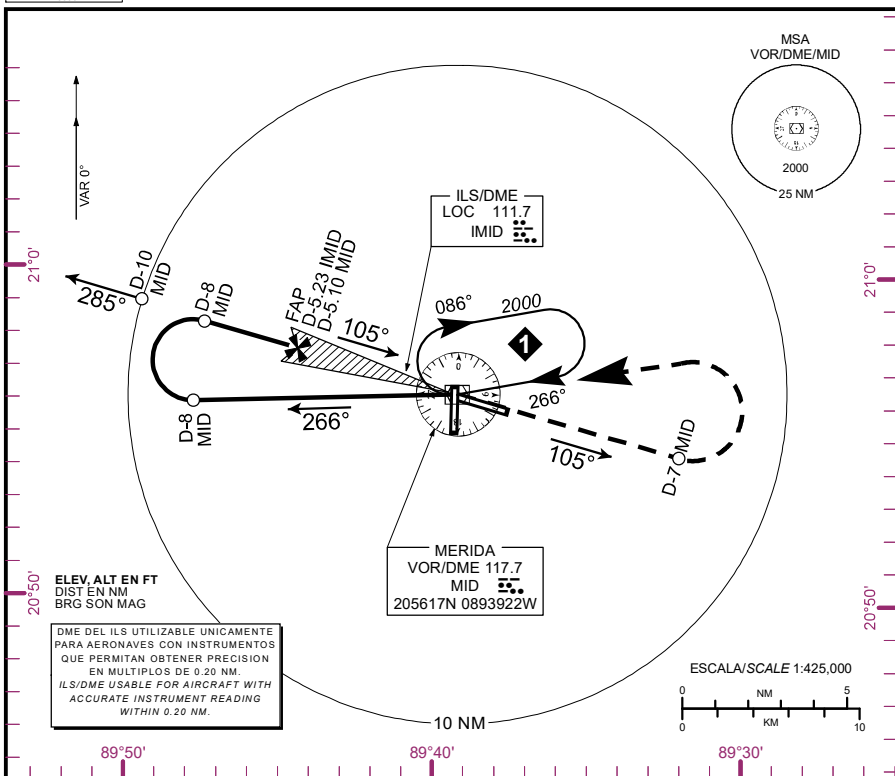 MSA
VOR/DME/MID
2000
25 NM
VAR 0°
ILS/DME
LOC 111.7
IMID
21°0'
21°0'
D-10
MID
285°
D-8
MID
FAP
D-5.23 IMID
D-5.10 MID
105°
086°
2000
1
266°
D-8
MID
266°
105°
D-7 MID
MERIDA
VOR/DME 117.7
MID
205617N 0893922W
20°50'
20°50'
ELEV, ALT EN FT
DIST EN NM
BRG SON MAG
DME DEL ILS UTILIZABLE UNICAMENTE
PARA AERONAVES CON INSTRUMENTOS
QUE PERMITAN OBTENER PRECISION
EN MULTIPLOS DE 0.20 NM.
ILS/DME USABLE FOR AIRCRAFT WITH
ACCURATE INSTRUMENT READING
WITHIN 0.20 NM.
10 NM
ESCALA/SCALE 1:425,000
0 NM 5
0 KM 10
89°50'
89°40'
89°30'